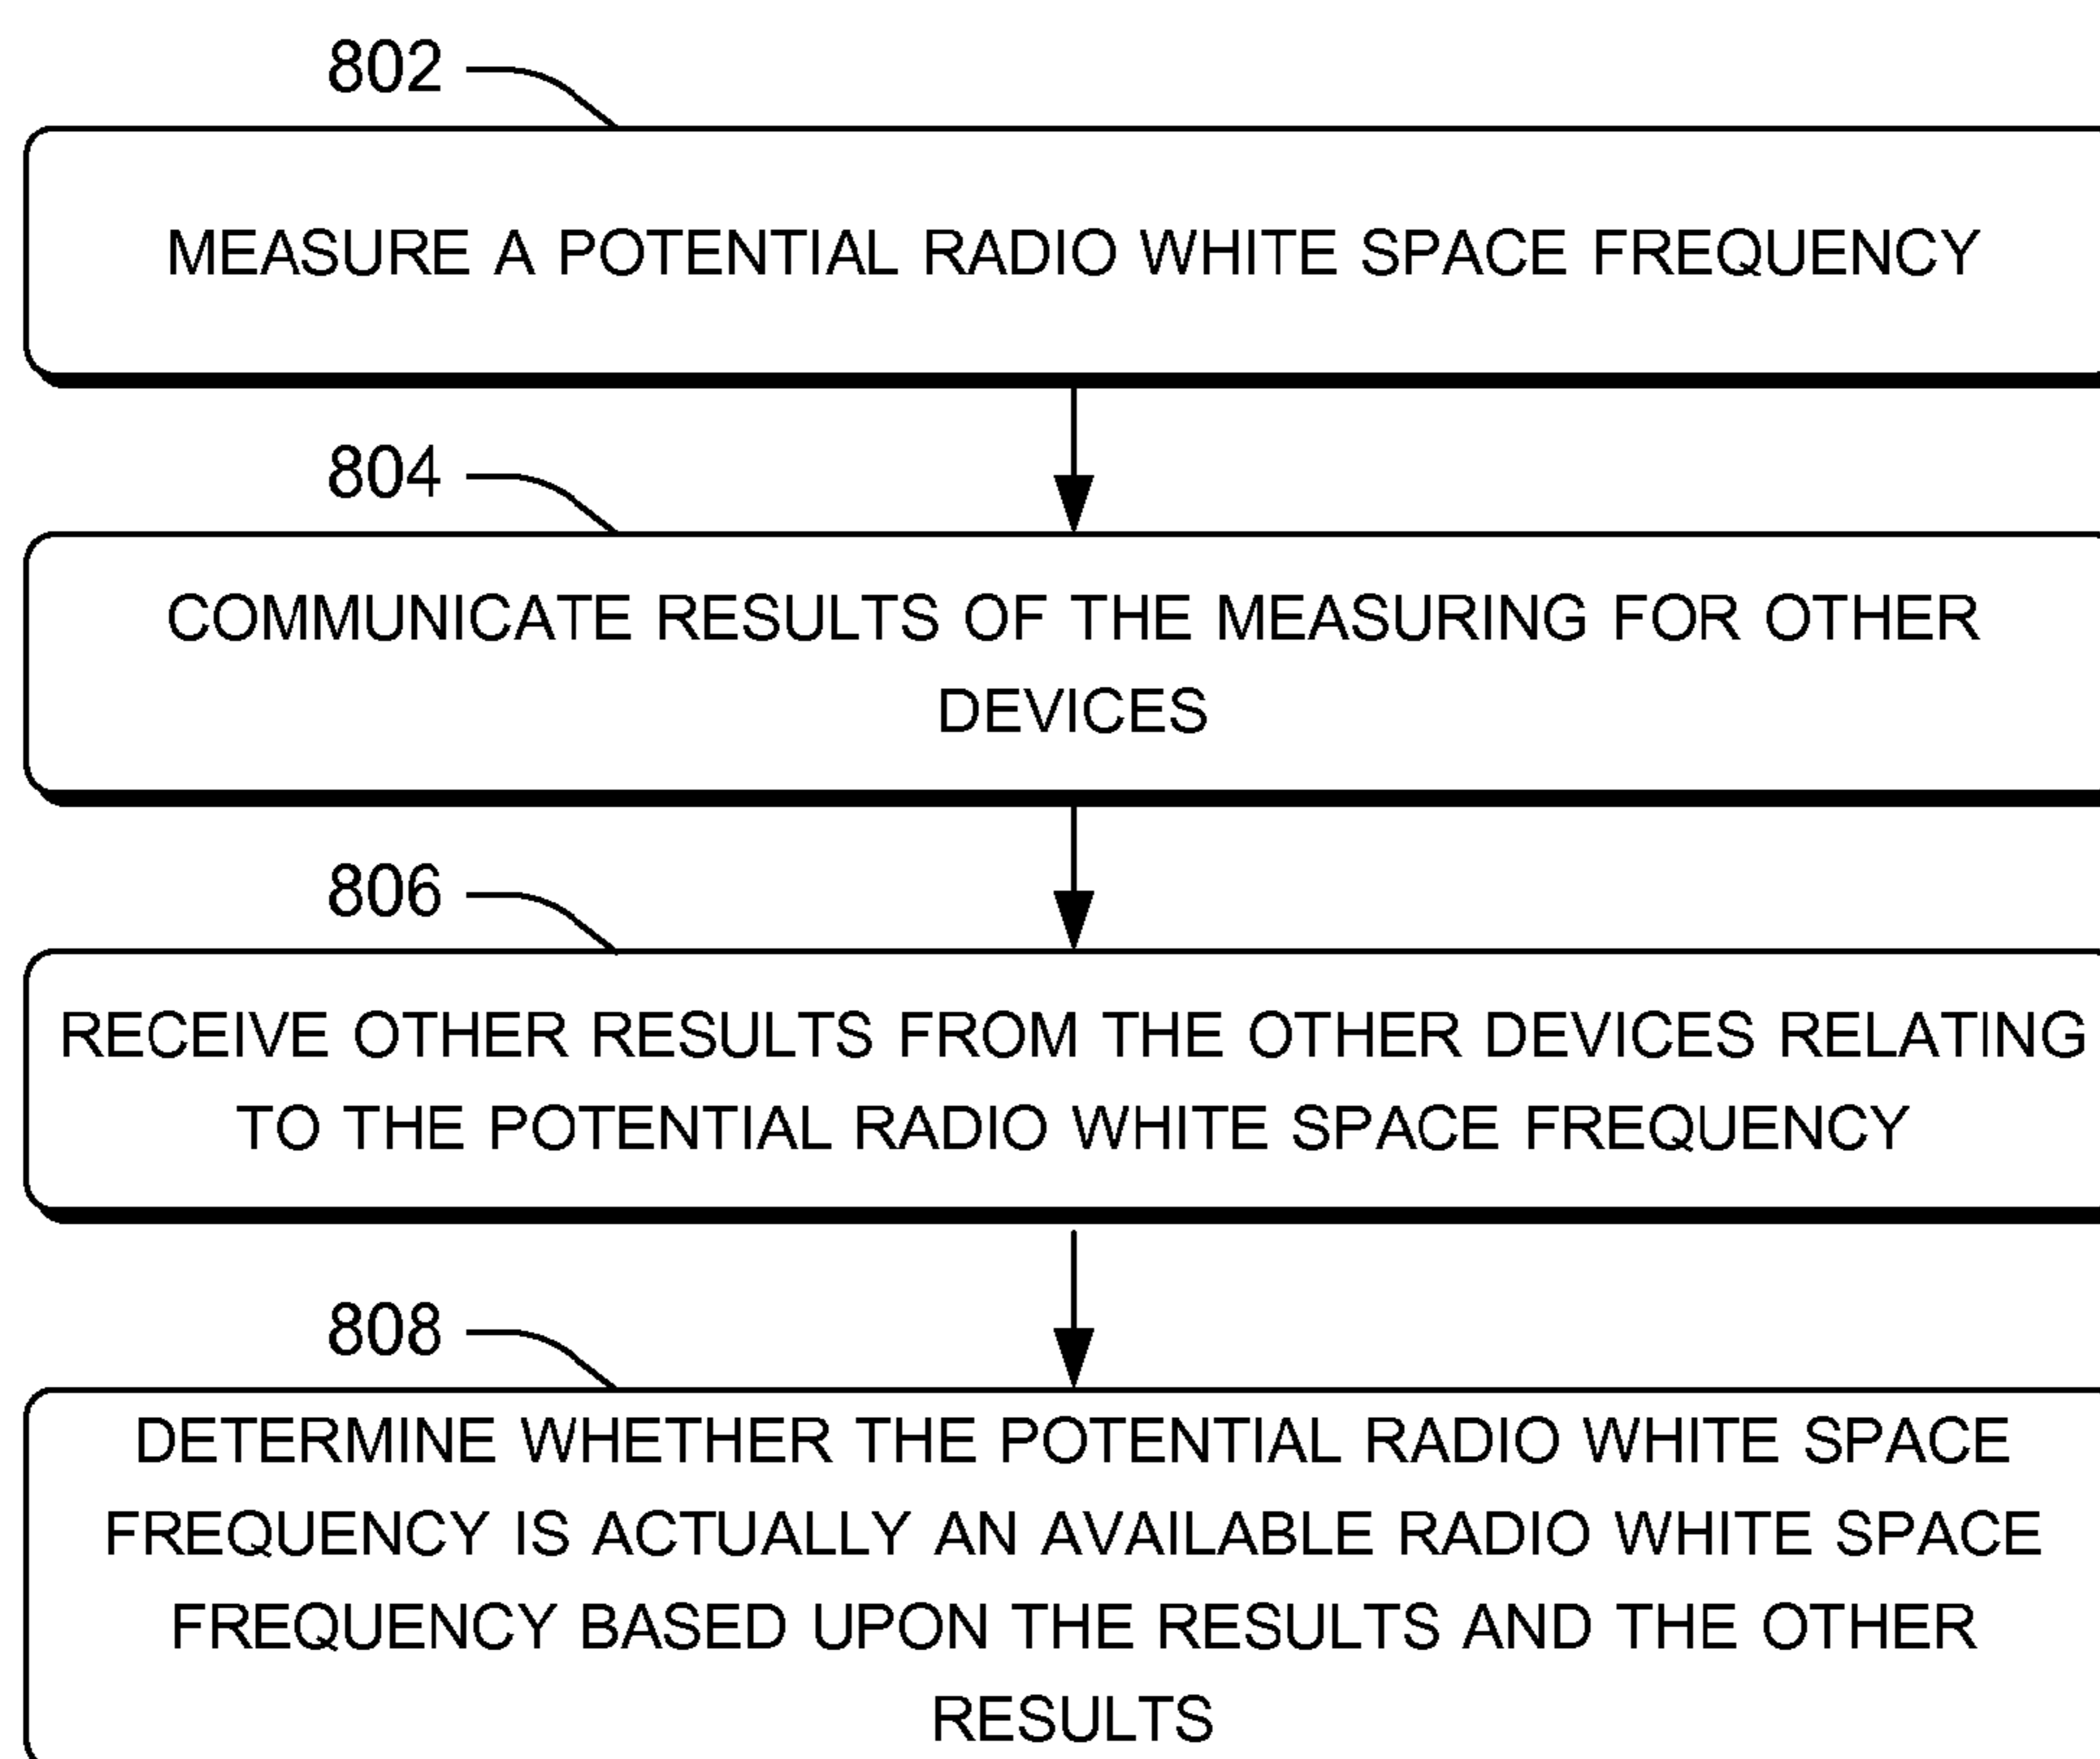 802
MEASURE A POTENTIAL RADIO WHITE SPACE FREQUENCY
804
COMMUNICATE RESULTS OF THE MEASURING FOR OTHER
DEVICES
806
RECEIVE OTHER RESULTS FROM THE OTHER DEVICES RELATING
TO THE POTENTIAL RADIO WHITE SPACE FREQUENCY
808
DETERMINE WHETHER THE POTENTIAL RADIO WHITE SPACE
FREQUENCY IS ACTUALLY AN AVAILABLE RADIO WHITE SPACE
FREQUENCY BASED UPON THE RESULTS AND THE OTHER
RESULTS